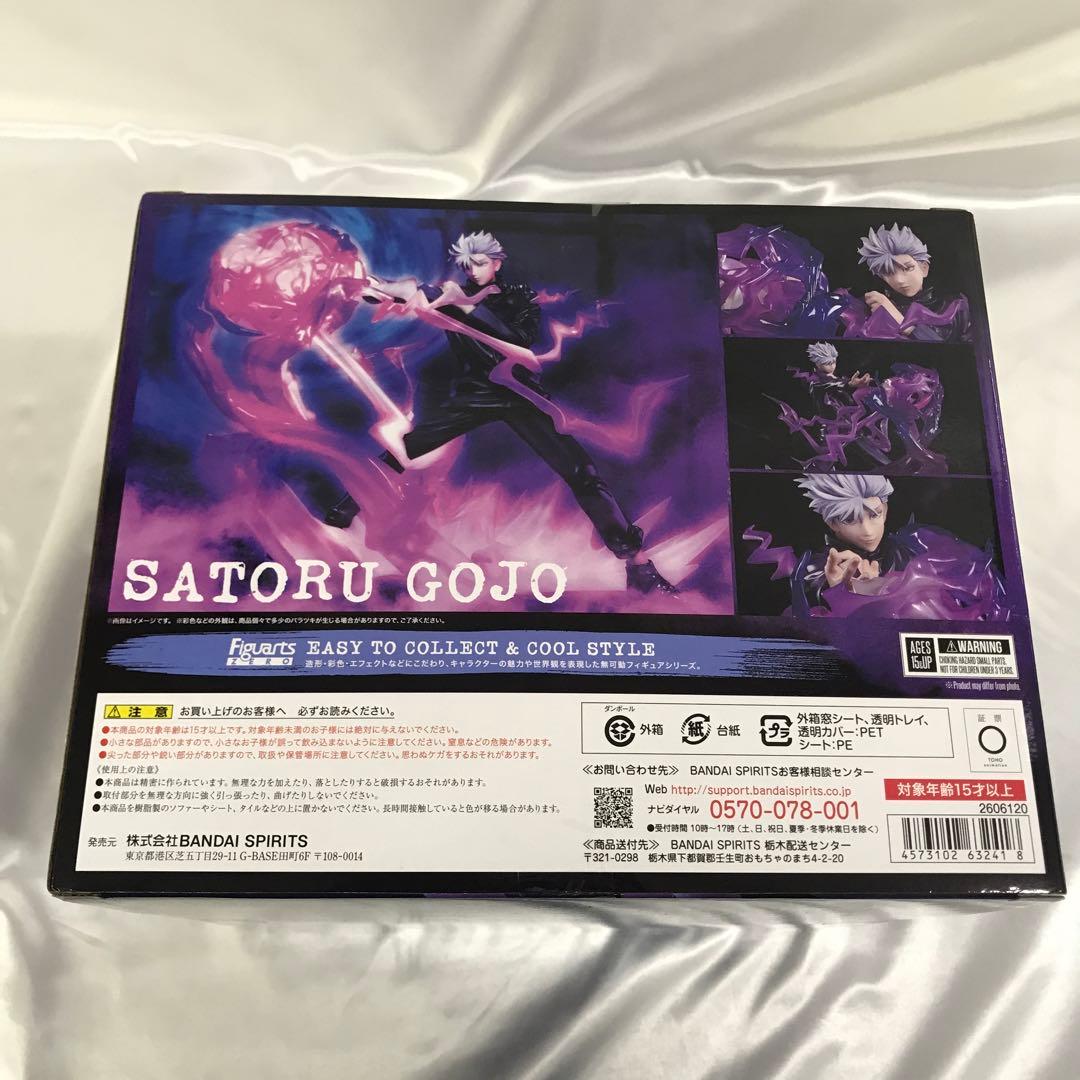 SATORU GOJO
※画像はイメージです。 ※彩色などの外観は、商品個々で多少のバラツキが生じる場合がありますので、ご了承ください。
Figuarts ZERO EASY TO COLLECT & COOL STYLE
造形・彩色・エフェクトなどにこだわり、キャラクターの魅力や世界観を表現した無可動フィギュアシリーズ。
AGES 15&UP
WARNING
CHOKING HAZARD SMALL PARTS.
NOT FOR CHILDREN UNDER 3 YEARS.
※Product may differ from photo.
注意 お買い上げのお客様へ 必ずお読みください。
●本商品の対象年齢は15才以上です。対象年齢未満のお子様には絶対に与えないでください。
●小さな部品がありますので、小さなお子様が誤って飲み込まないように注意してください。窒息などの危険があります。
●尖った部分や鋭い部分がありますので、取扱や保管場所に注意してください。思わぬケガをするおそれがあります。
《使用上の注意》
●本商品は精密に作られています。無理な力を加えたり、落としたりすると破損するおそれがあります。
●取付部分を無理な方向に強く引っ張ったり、曲げたりしないでください。
●本商品を樹脂製のソファーやシート、タイルなどの上に置かないでください。長時間接触していると色が移る場合があります。
発売元 株式会社BANDAI SPIRITS
東京都港区芝五丁目29-11 G-BASE田町6F 〒108-0014
ダンボール
外箱
紙 台紙
プラ 外箱窓シート、透明トレイ、
透明カバー:PET
シート:PE
証票
TOHO animation
《お問い合わせ先》 BANDAI SPIRITSお客様相談センター
Web http://support.bandaispirits.co.jp
ナビダイヤル 0570-078-001
●受付時間 10時〜17時(土、日、祝日、夏季・冬季休業日を除く)
《商品送付先》 BANDAI SPIRITS 栃木配送センター
〒321-0298 栃木県下都賀郡壬生町おもちゃのまち4-2-20
対象年齢15才以上
2606120
4573102 632418